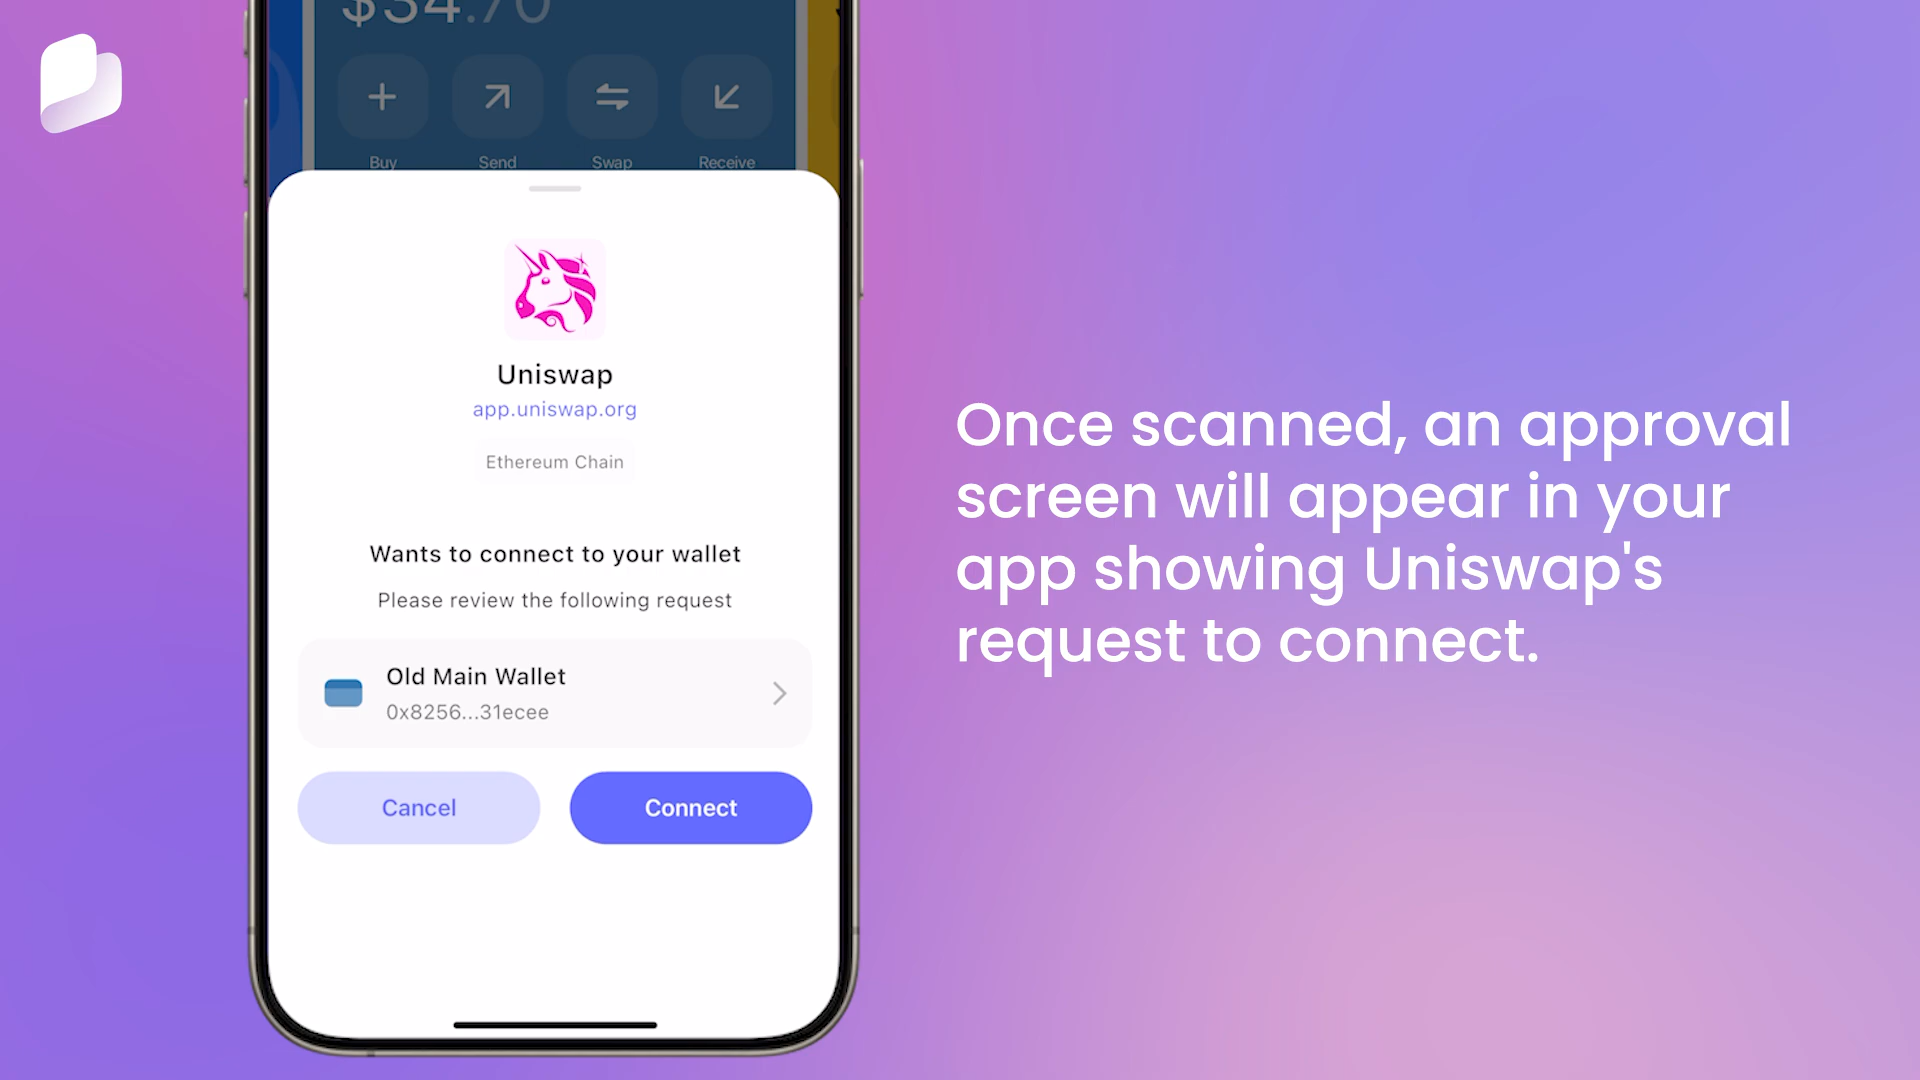 $34.70
Buy
Send
Swap
Receive
Uniswap
app.uniswap.org
Ethereum Chain
Wants to connect to your wallet
Please review the following request
Old Main Wallet
0x8256...31ecee
Cancel
Connect
Once scanned, an approval
screen will appear in your
app showing Uniswap's
request to connect.